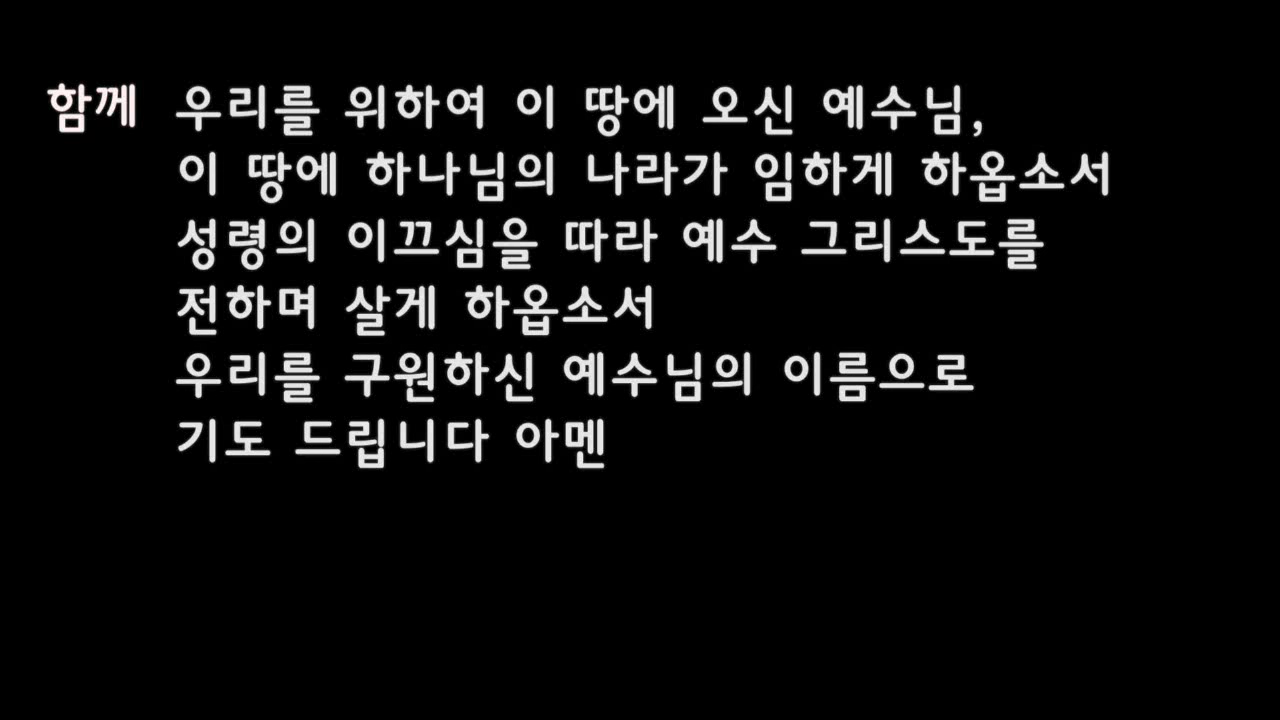 함께 우리를 위하여 이 땅에 오신 예수님,
이 땅에 하나님의 나라가 임하게 하옵소서
성령의 이끄심을 따라 예수 그리스도를
전하며 살게 하옵소서
우리를 구원하신 예수님의 이름으로
기도 드립니다 아멘